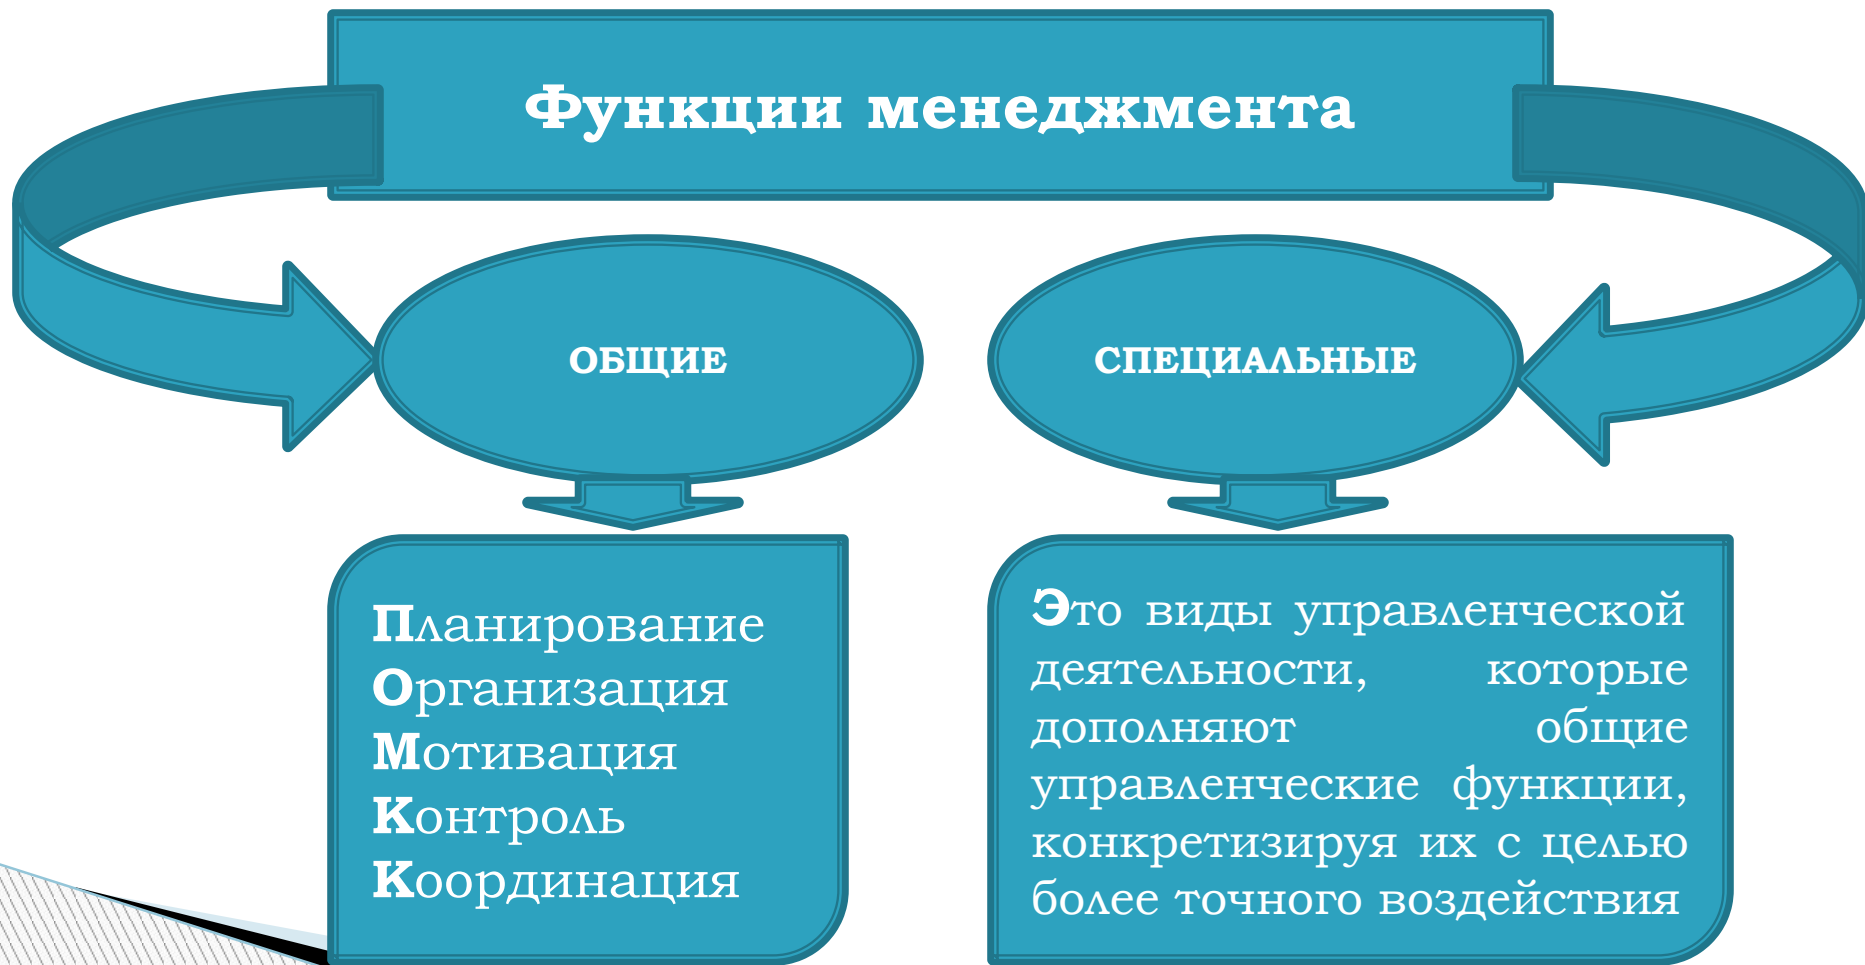 Функции менеджмента
ОБЩИЕ
СПЕЦИАЛЬНЫЕ
Планирование
Организация
Мотивация
Контроль
Координация
Это виды управленческой
деятельности, которые
дополняют общие
управленческие функции,
конкретизируя их с целью
более точного воздействия